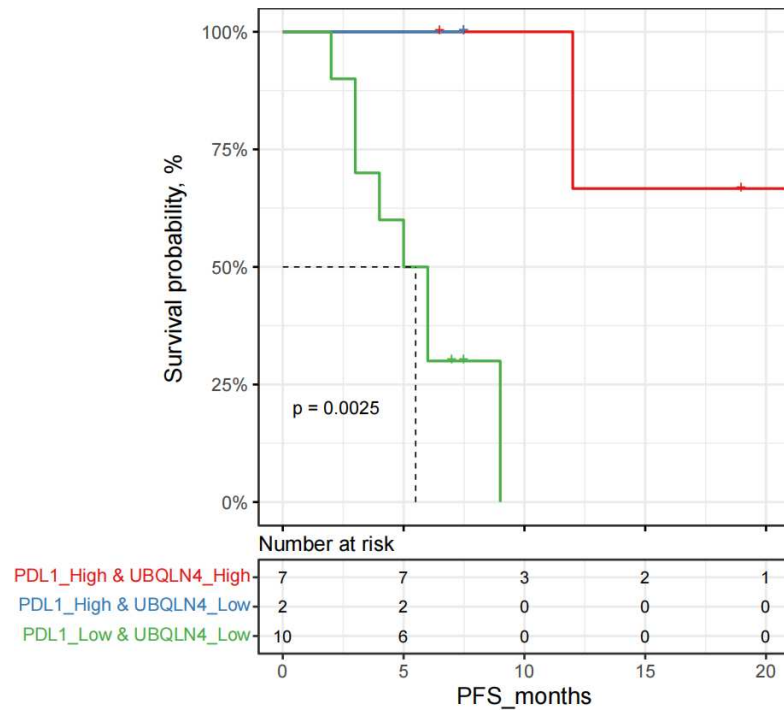 Survival probability, %
100%
75%
50%
25%
0%
p = 0.0025
Number at risk
PDL1_High & UBQLN4_High 7 7 3 2 1
PDL1_High & UBQLN4_Low 2 2 0 0 0
PDL1_Low & UBQLN4_Low 10 6 0 0 0
0 5 10 15 20
PFS_months